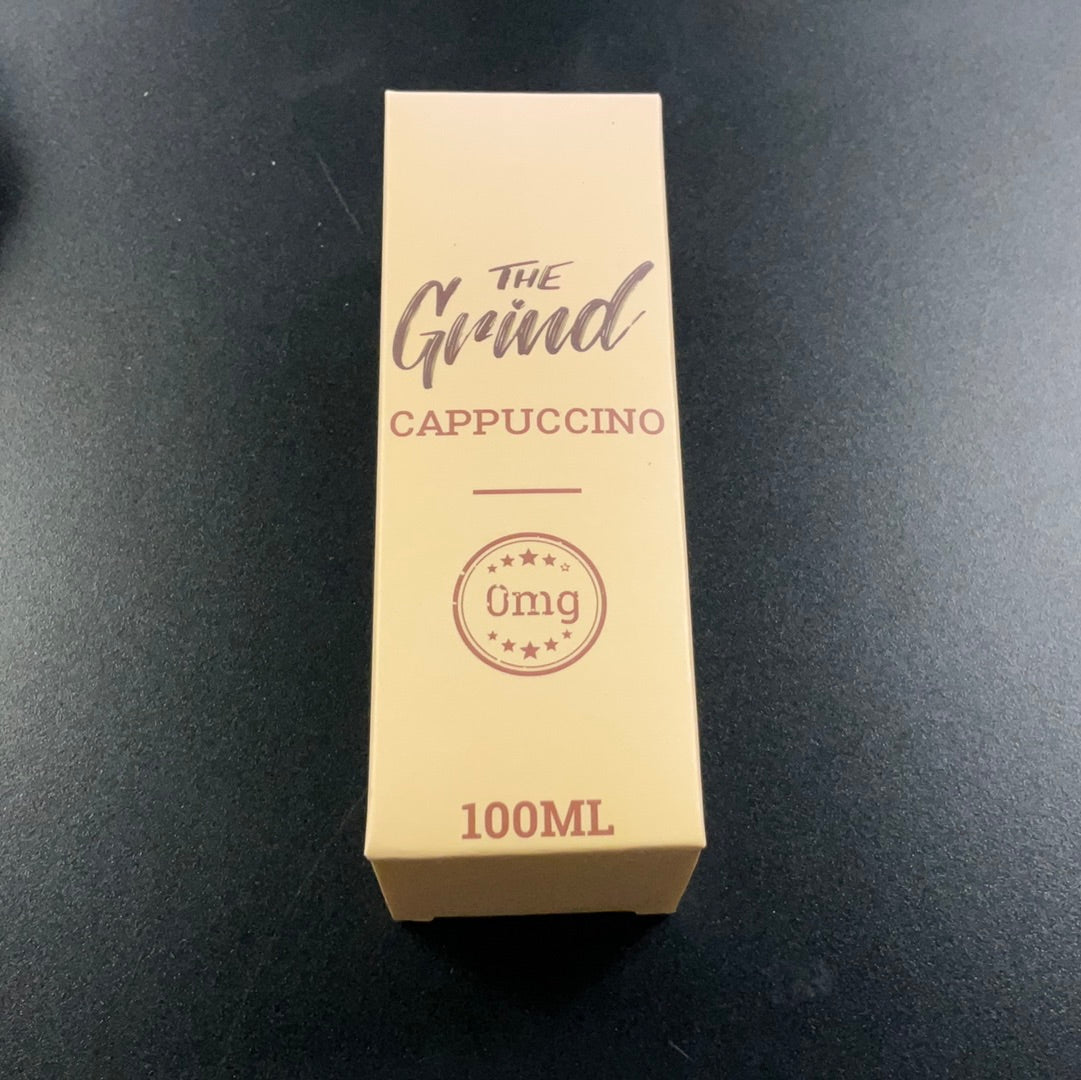 THE
Grind
CAPPUCCINO
0mg
100ML